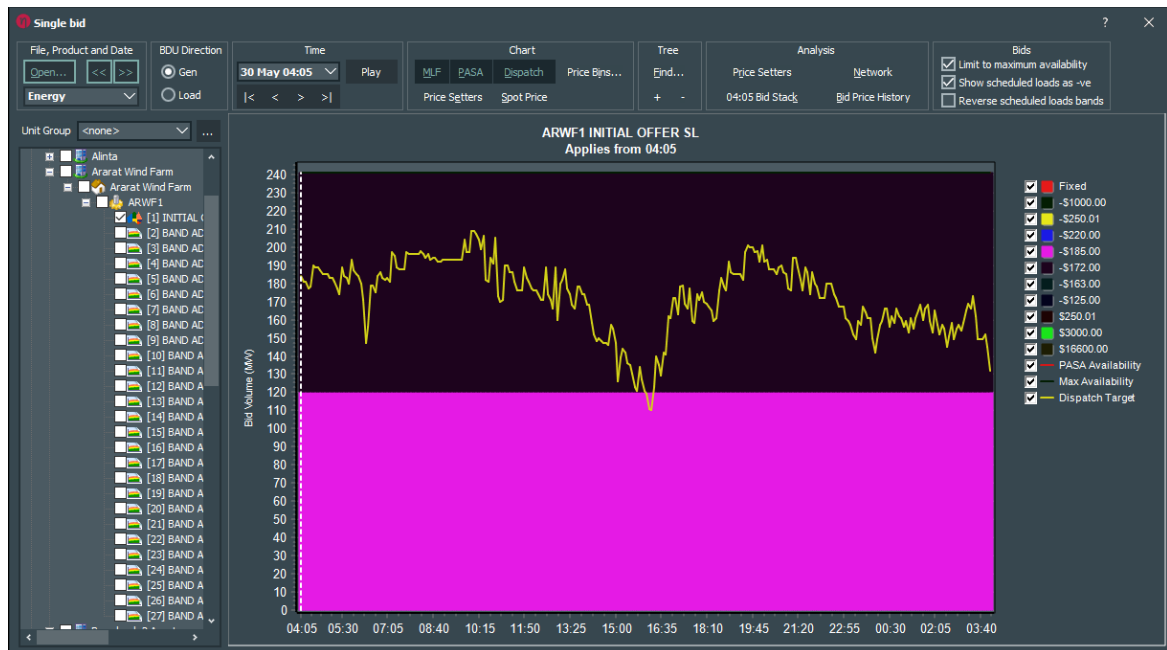 Single bid
?
File, Product and Date
BDU Direction
Time
Chart
Tree
Analysis
Bids
Open...
<<
>>
Gen
30 May 04:05
Play
MLF
PASA
Dispatch
Price Bins...
Find...
Price Setters
Network
Limit to maximum availability
Show scheduled loads as -ve
Energy
Load
|<
<
>
>|
Price Setters
Spot Price
+
-
04:05 Bid Stack
Bid Price History
Reverse scheduled loads bands
Unit Group
<none>
...
Alinta
Ararat Wind Farm
Ararat Wind Farm
ARWF1
[1] INITIAL
[2] BAND AD
[3] BAND AD
[4] BAND AD
[5] BAND AD
[6] BAND AD
[7] BAND AD
[8] BAND AD
[9] BAND AD
[10] BAND A
[11] BAND A
[12] BAND A
[13] BAND A
[14] BAND A
[15] BAND A
[16] BAND A
[17] BAND A
[18] BAND A
[19] BAND A
[20] BAND A
[21] BAND A
[22] BAND A
[23] BAND A
[24] BAND A
[25] BAND A
[26] BAND A
[27] BAND A
ARWF1 INITIAL OFFER SL
Applies from 04:05
Bid Volume (MW)
240
230
220
210
200
190
180
170
160
150
140
130
120
110
100
90
80
70
60
50
40
30
20
10
0
04:05 05:30 07:05 08:40 10:15 11:50 13:25 15:00 16:35 18:10 19:45 21:20 22:55 00:30 02:05 03:40
Fixed
-$1000.00
-$250.01
-$220.00
-$185.00
-$172.00
-$163.00
-$125.00
$250.01
$3000.00
$16600.00
PASA Availability
Max Availability
Dispatch Target